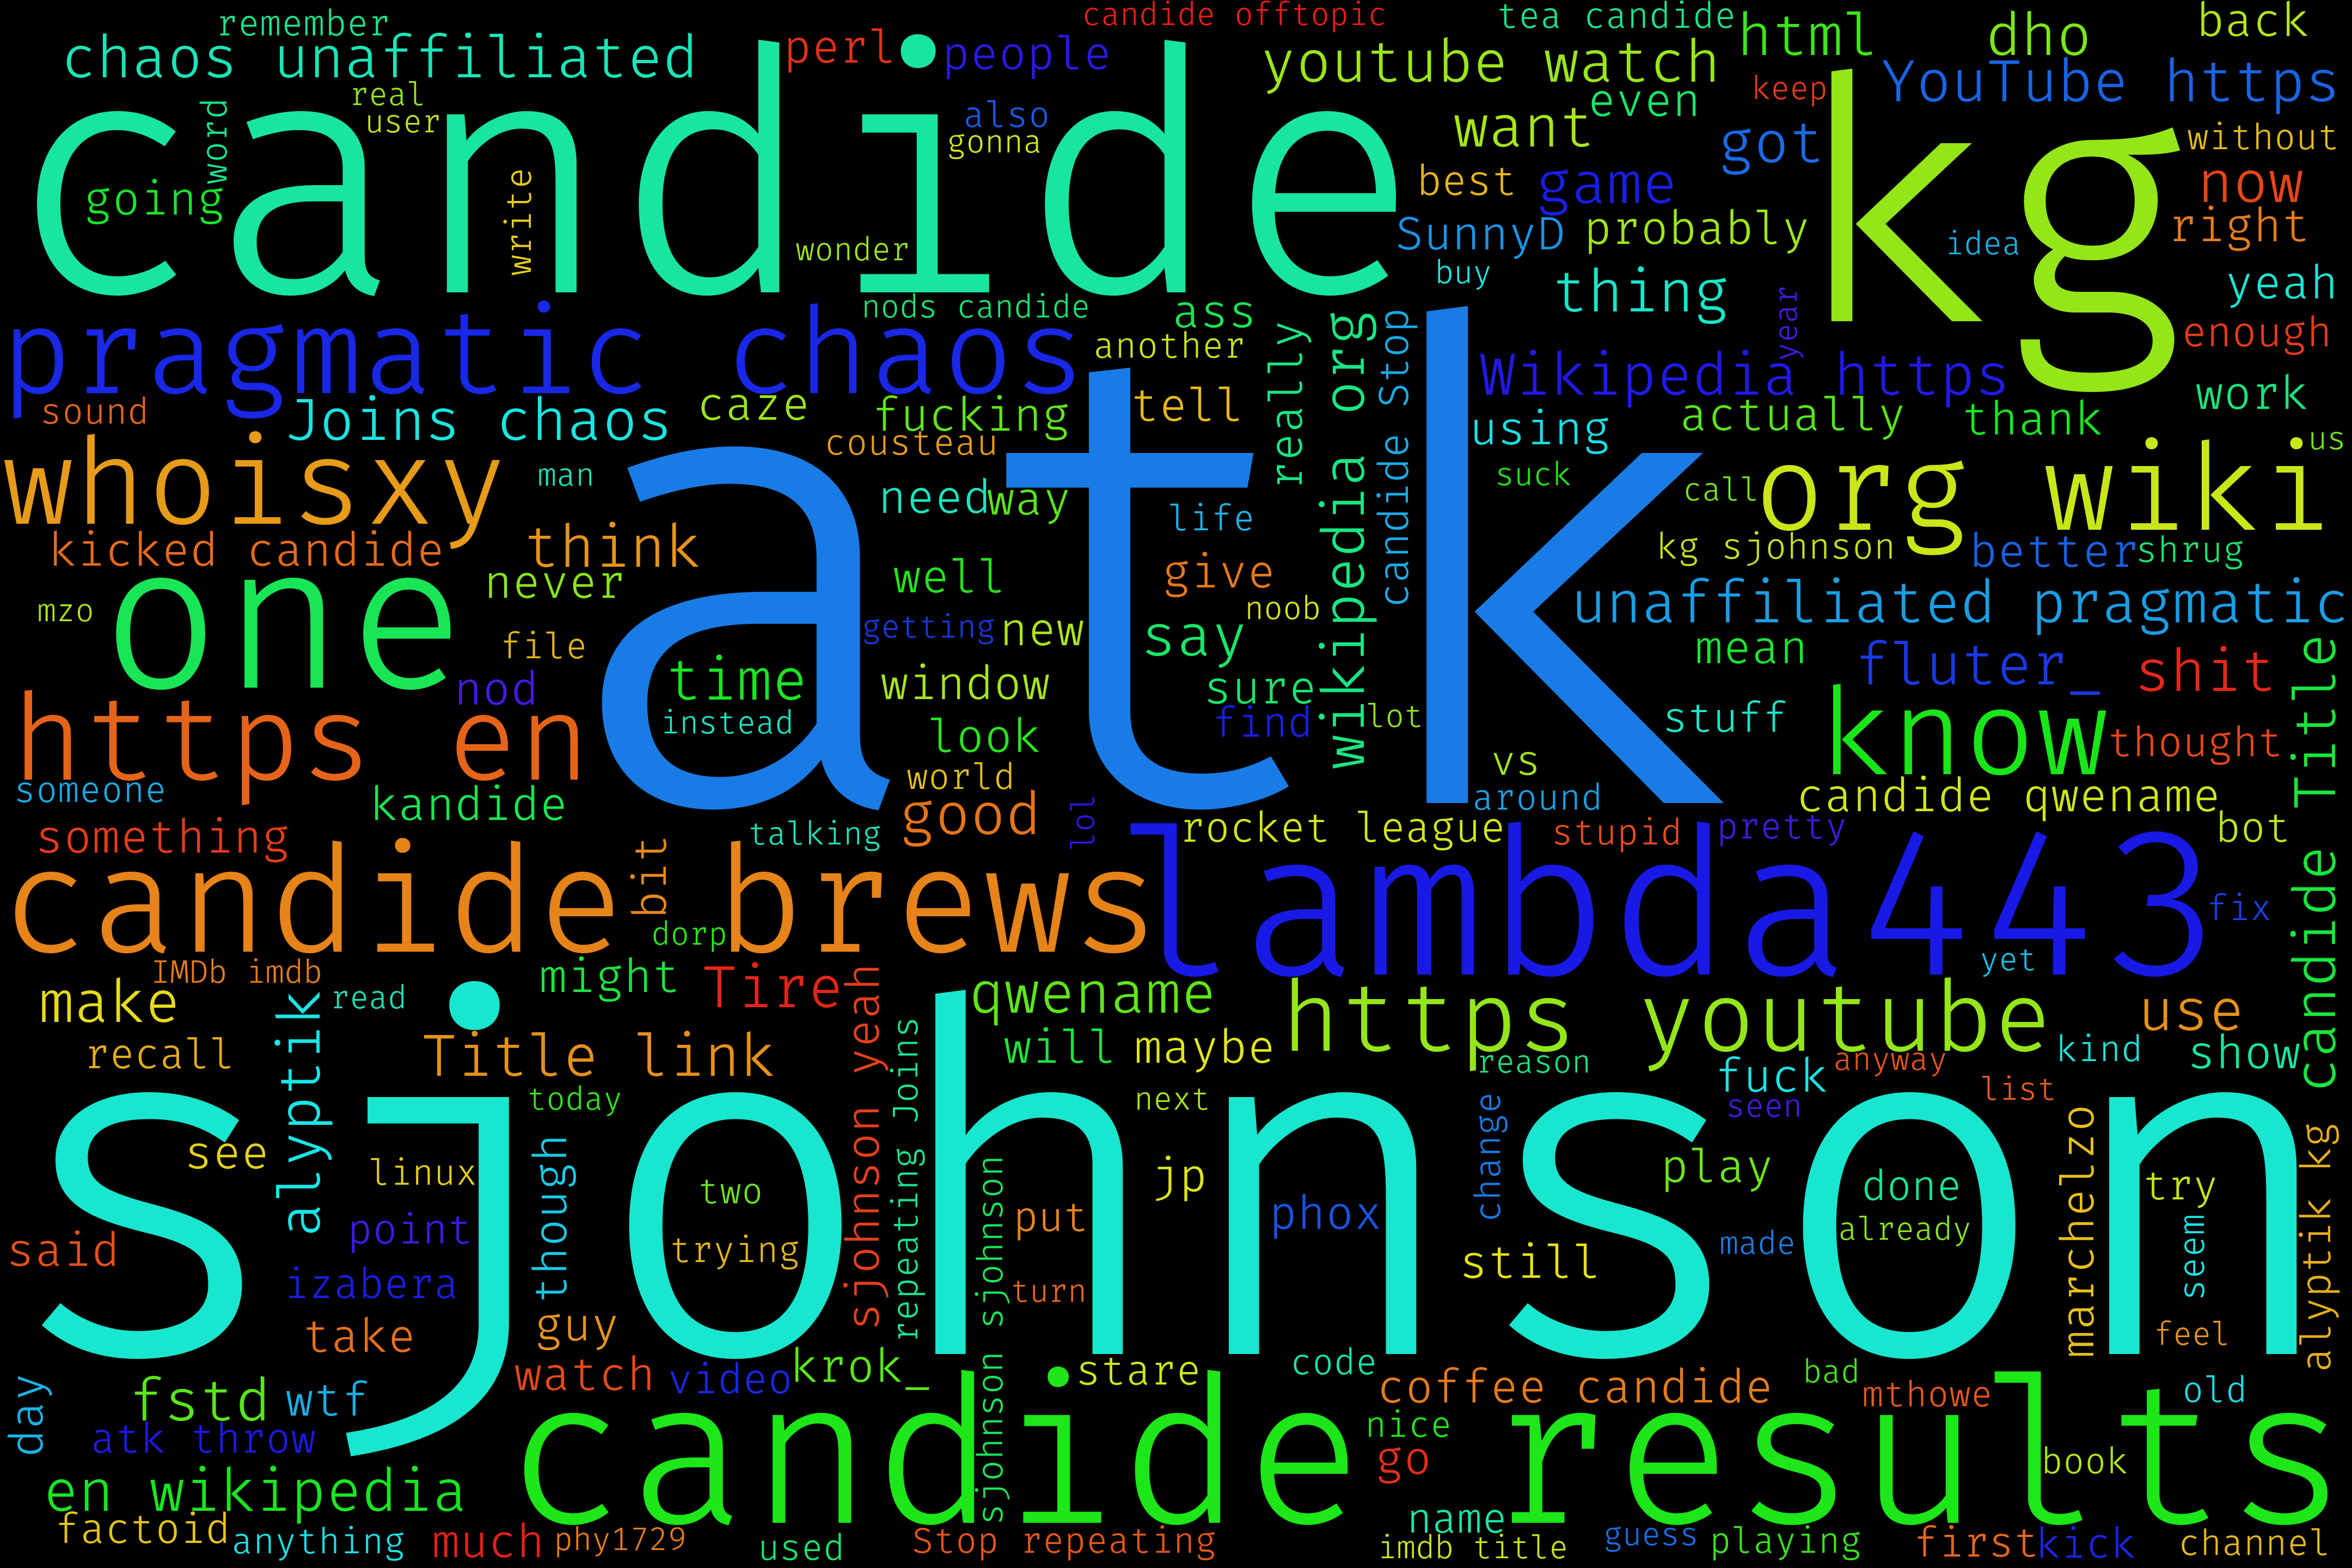 remember
candide offtopic
tea candide
back
chaos unaffiliated
perl
people
youtube watch
html
dho
YouTube https
candide
kg
real
user
word
also
gonna
even
keep
want
got
without
going
write
best
game
now
wonder
SunnyD
probably
right
idea
buy
nods candide
ass
thing
year
yeah
pragmatic chaos
another
really
wikipedia org
candide Stop
Wikipedia https
enough
sound
Joins chaos
caze
fucking
tell
using
actually
thank
work
us
whoisxy
man
cousteau
atk
suck
call
org wiki
need
way
life
kicked candide
think
kg sjohnson
better
shrug
one
never
well
give
mzo
file
getting
new
noob
say
unaffiliated pragmatic
nod
time
window
sure
mean
fluter_
shit
candide Title
https en
instead
look
find
lot
stuff
know
thought
someone
kandide
world
vs
around
candide qwename
something
talking
good
lol
rocket league
stupid
pretty
bot
candide brews
bit
dorp
lambda443
fix
yet
IMDb imdb
might
Tire
make
alyptik
read
sjohnson yeah
qwename
https youtube
use
recall
Title link
repeating Joins
will
maybe
reason
fuck
anyway
kind
show
sjohnson
today
next
change
seen
list
marchelzo
alyptik kg
see
linux
though
two
sjohnson sjohnson
jp
play
done
try
said
point
trying
put
phox
still
made
already
seem
izabera
turn
take
guy
feel
day
fstd
wtf
watch
video
krok_
stare
code
coffee candide
bad
mthowe
old
atk throw
candide results
nice
go
book
en wikipedia
factoid
anything
much
phy1729
used
Stop repeating
name
imdb title
guess
playing
first
kick
channel